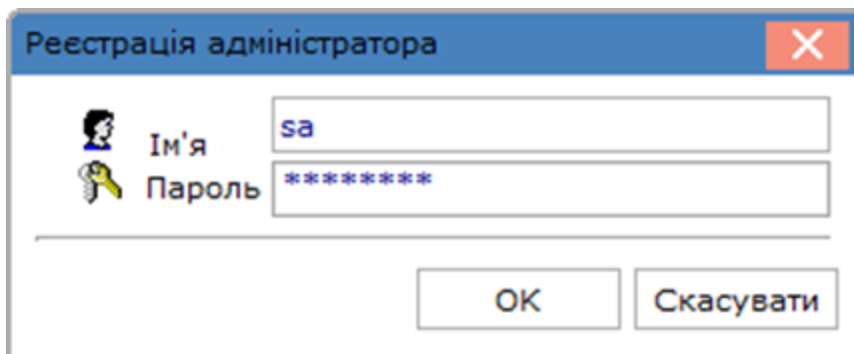 Реєстрація адміністратора
Ім'я sa
Пароль ********
OK Скасувати